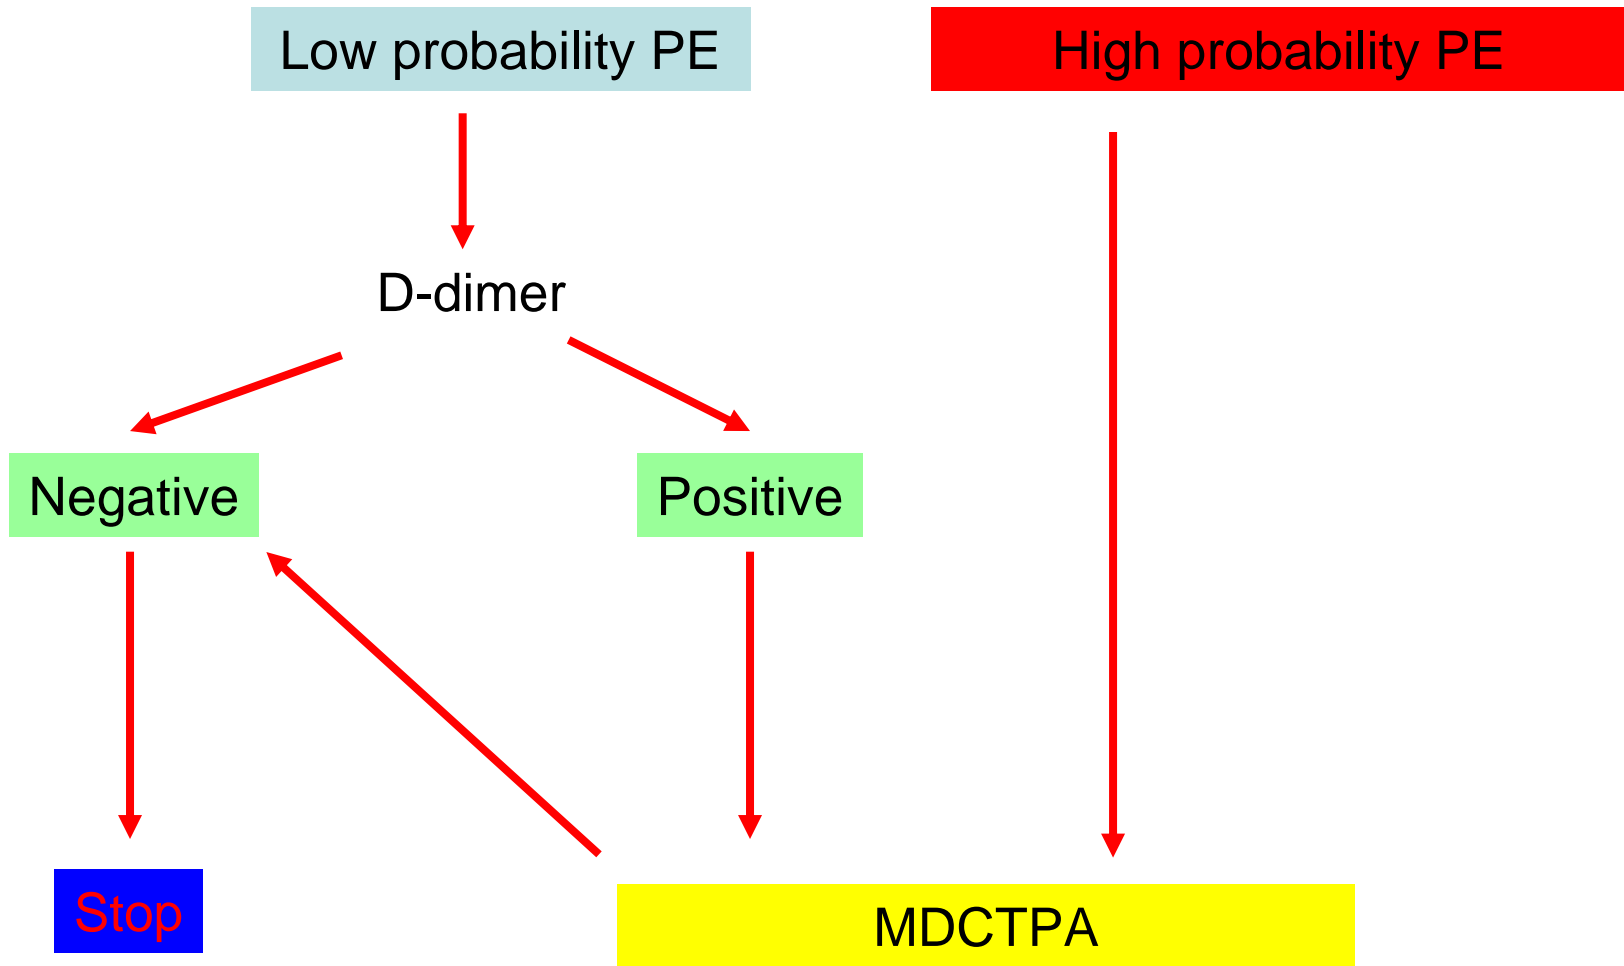 Low probability PE
High probability PE
D-dimer
Negative
Positive
Stop
MDCTPA